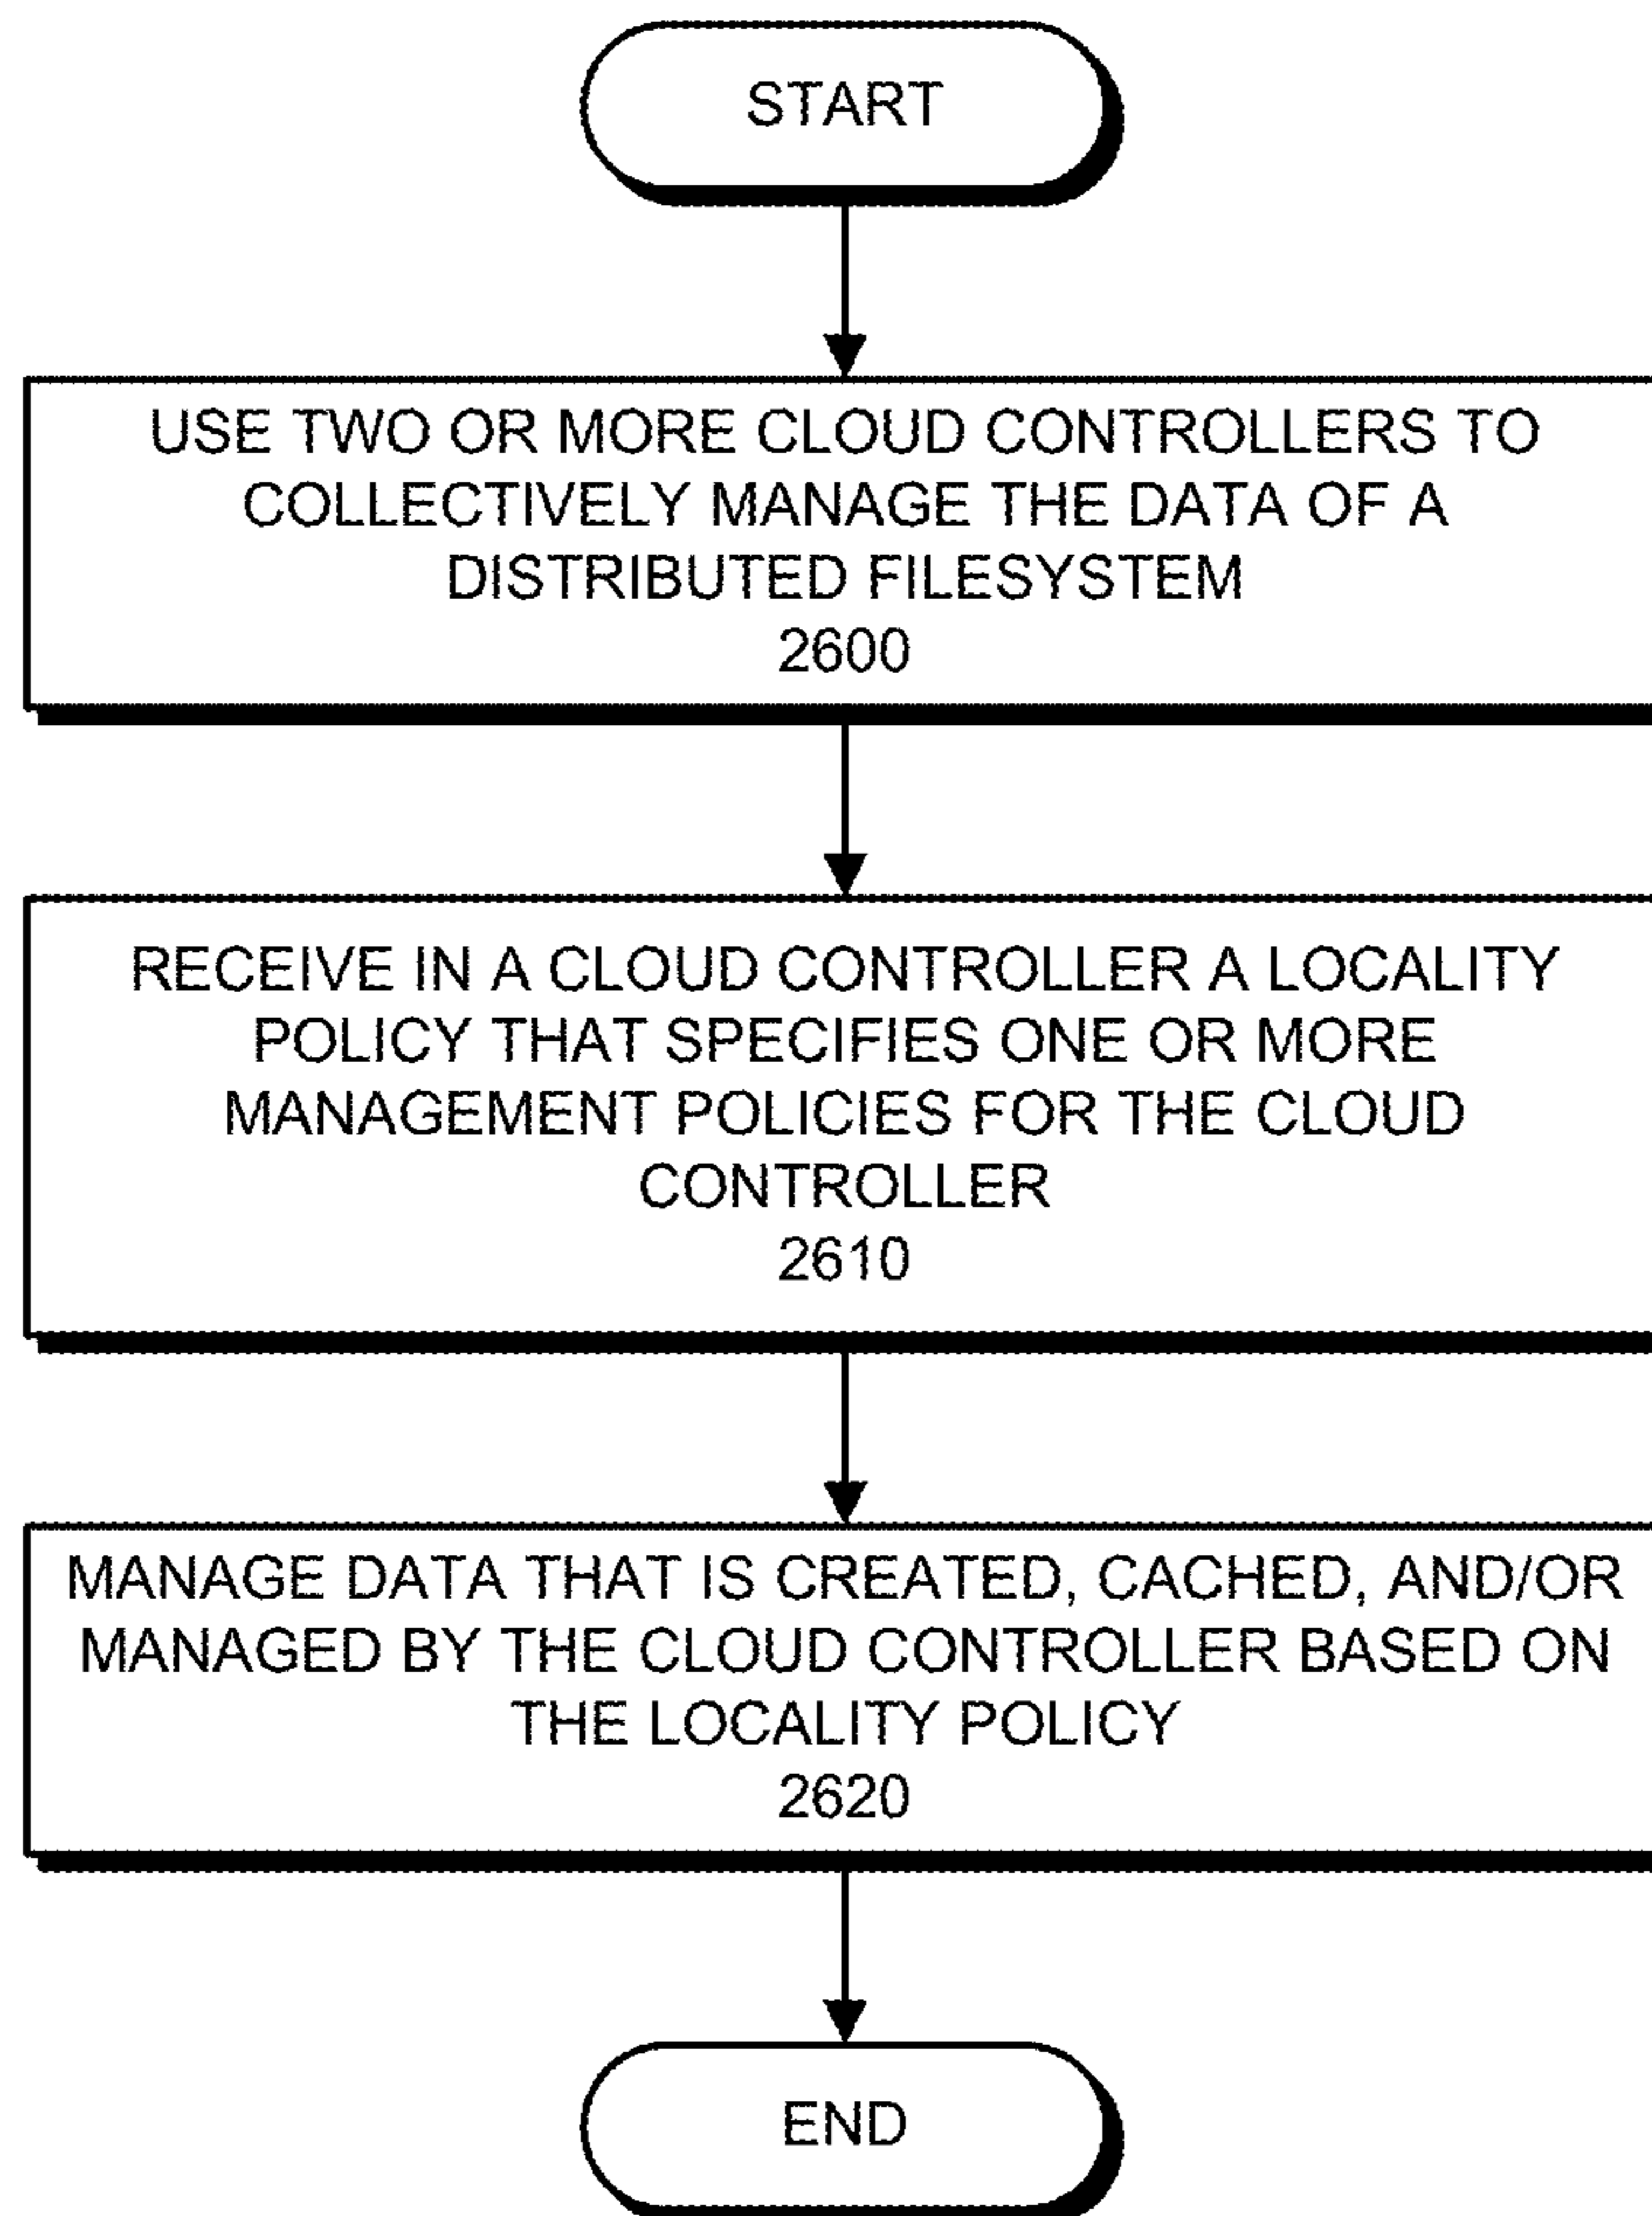 START
USE TWO OR MORE CLOUD CONTROLLERS TO
COLLECTIVELY MANAGE THE DATA OF A
DISTRIBUTED FILESYSTEM
2600
RECEIVE IN A CLOUD CONTROLLER A LOCALITY
POLICY THAT SPECIFIES ONE OR MORE
MANAGEMENT POLICIES FOR THE CLOUD
CONTROLLER
2610
MANAGE DATA THAT IS CREATED, CACHED, AND/OR
MANAGED BY THE CLOUD CONTROLLER BASED ON
THE LOCALITY POLICY
2620
END